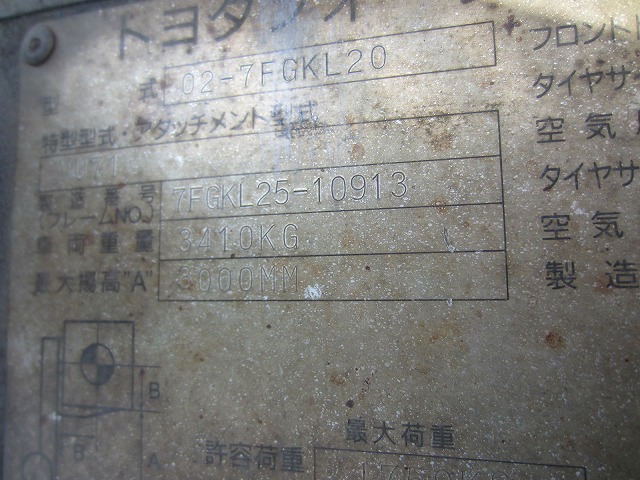 トヨタフォー
型式 02-7FGKL20
特型型式・アタッチメント型式
製造番号 (フレームNO.) 7FGKL25-10913
車両重量 3410KG
最大揚高"A" 3000MM
フロント
タイヤサ
空気
タイヤサ
空気
製造
B
B'
A
最大荷重
許容荷重